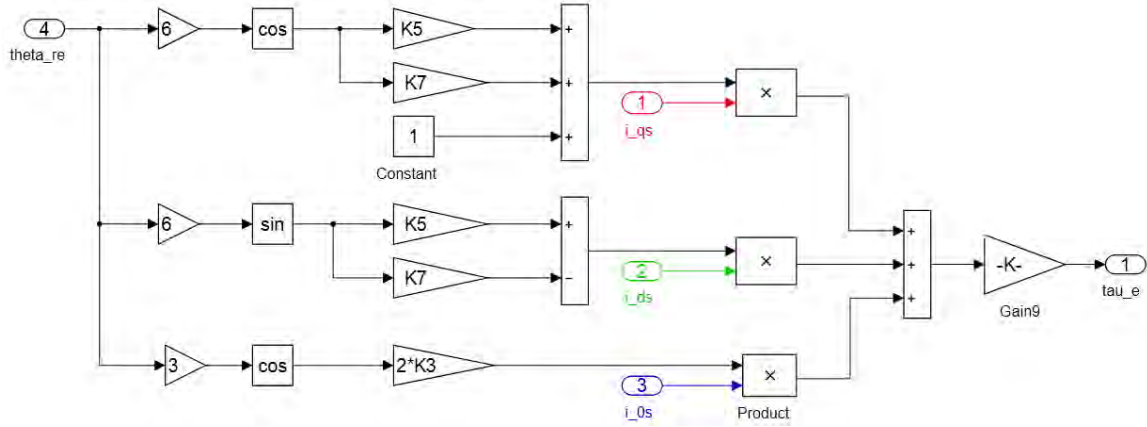 4
theta_re
6
cos
K5
+
K7
+
1
Constant
+
1
i_qs
×
6
sin
K5
+
K7
−
2
i_ds
×
+
+
+
-K-
Gain9
1
tau_e
3
cos
2*K3
3
i_0s
×
Product